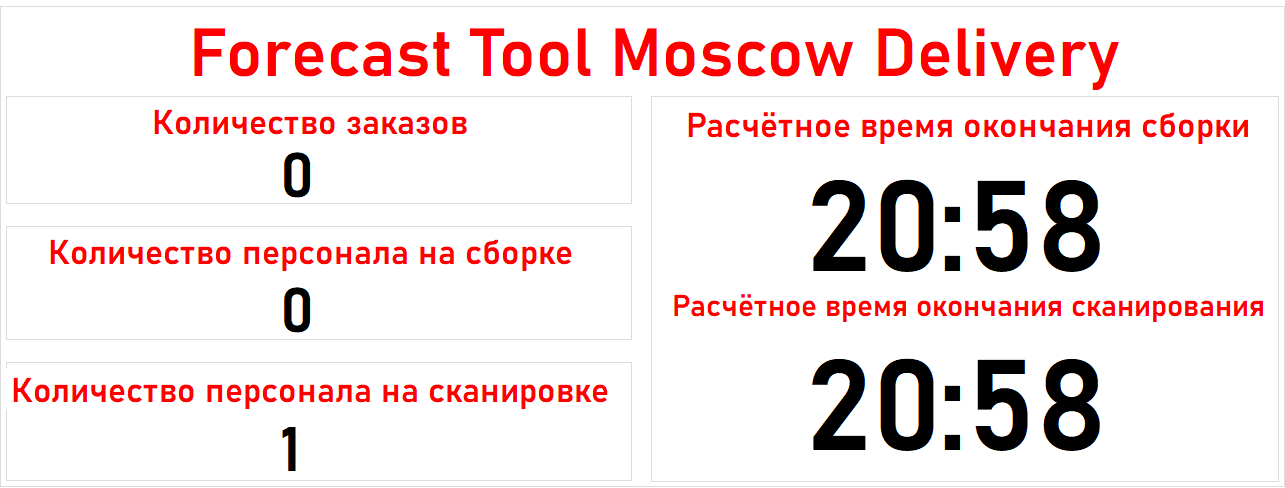 Forecast Tool Moscow Delivery
Количество заказов
0
Количество персонала на сборке
0
Количество персонала на сканировке
1
Расчётное время окончания сборки
20:58
Расчётное время окончания сканирования
20:58